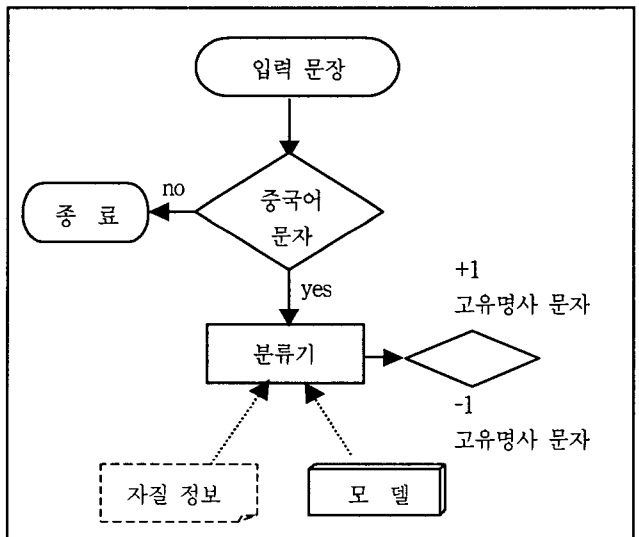 입력 문장
no
종 료
중국어
문자
yes
+1
고유명사 문자
분류기
-1
고유명사 문자
자질 정보
모 델